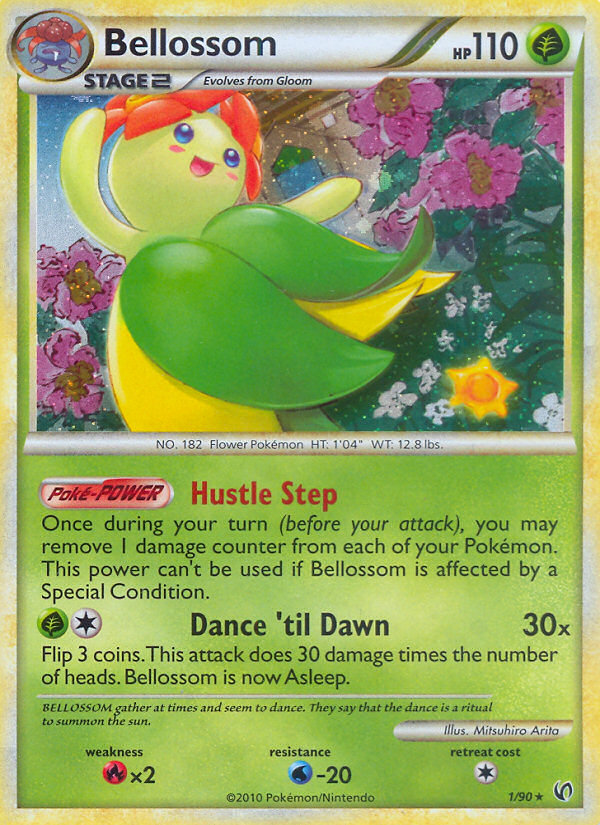 Bellossom HP110
STAGE 2 Evolves from Gloom
NO. 182 Flower Pokémon HT: 1'04" WT: 12.8 lbs.
Poké-POWER Hustle Step
Once during your turn (before your attack), you may
remove 1 damage counter from each of your Pokémon.
This power can't be used if Bellossom is affected by a
Special Condition.
Dance 'til Dawn 30x
Flip 3 coins. This attack does 30 damage times the number
of heads. Bellossom is now Asleep.
BELLOSSOM gather at times and seem to dance. They say that the dance is a ritual
to summon the sun.
Illus. Mitsuhiro Arita
weakness resistance retreat cost
×2 -20
©2010 Pokémon/Nintendo 1/90 ★